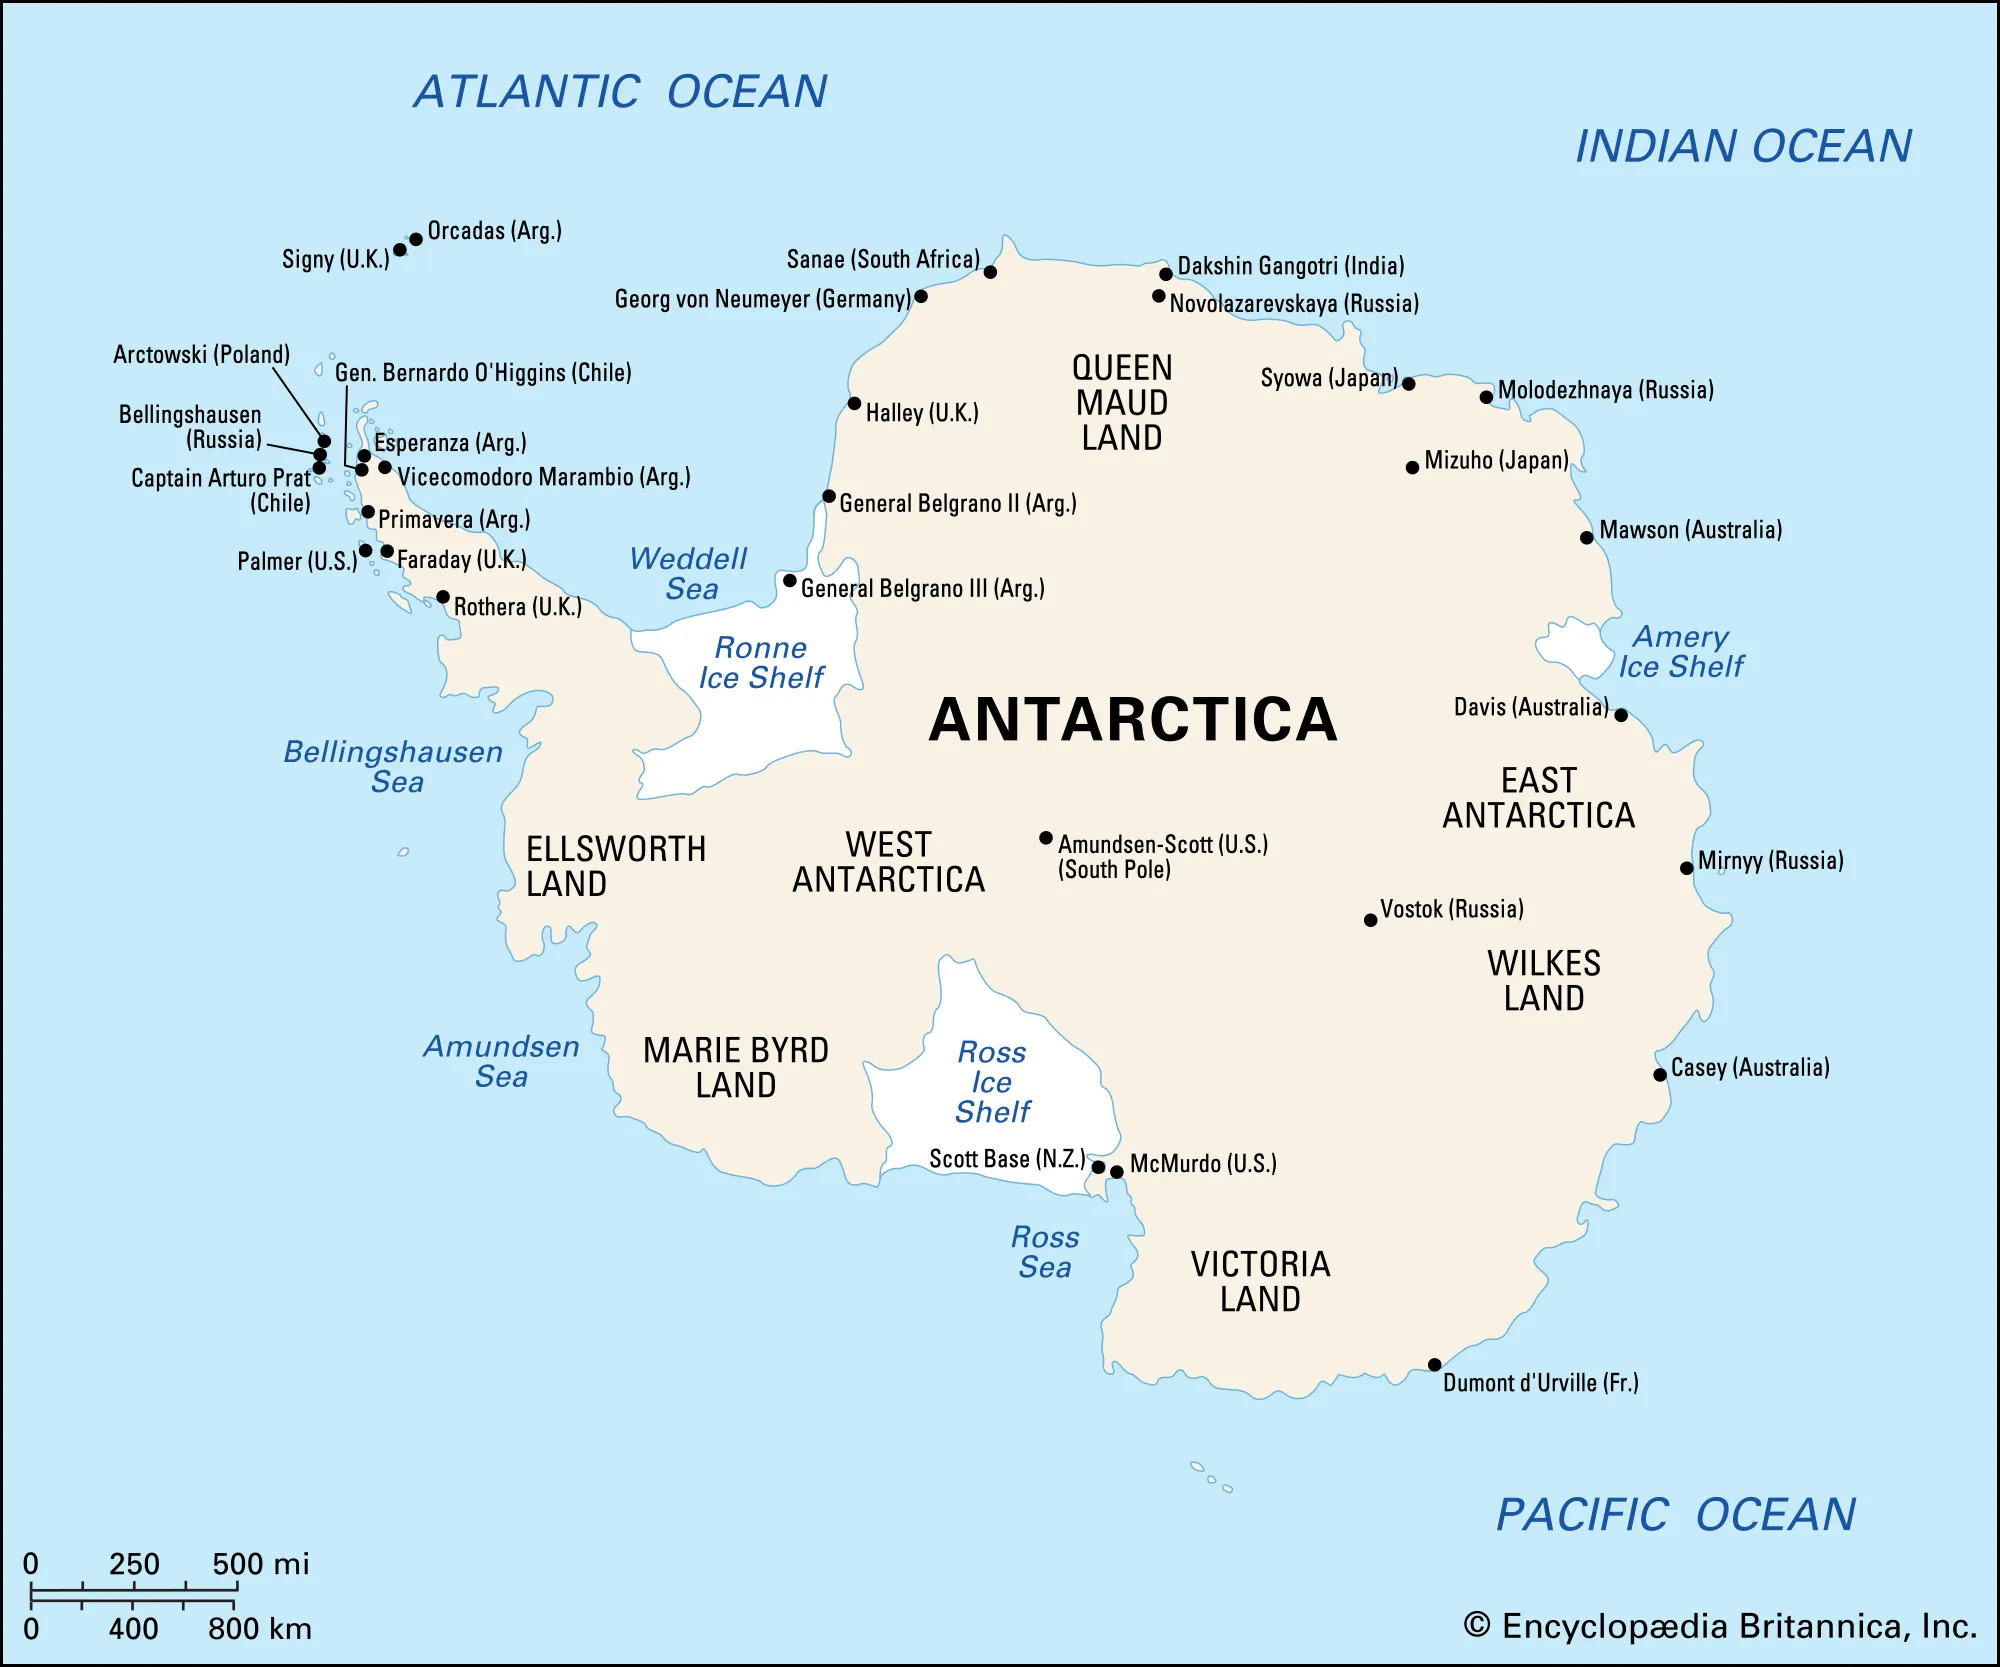 ATLANTIC OCEAN
INDIAN OCEAN
Orcadas (Arg.)
Signy (U.K.)
Sanae (South Africa)
Dakshin Gangotri (India)
Georg von Neumeyer (Germany)
Novolazarevskaya (Russia)
Arctowski (Poland)
Gen. Bernardo O'Higgins (Chile)
QUEEN
MAUD
LAND
Syowa (Japan)
Molodezhnaya (Russia)
Bellingshausen
(Russia)
Halley (U.K.)
Esperanza (Arg.)
Captain Arturo Prat
(Chile)
Vicecomodoro Marambio (Arg.)
Mizuho (Japan)
General Belgrano II (Arg.)
Primavera (Arg.)
Mawson (Australia)
Palmer (U.S.)
Faraday (U.K.)
Weddell
Sea
General Belgrano III (Arg.)
Rothera (U.K.)
Ronne
Ice Shelf
Amery
Ice Shelf
ANTARCTICA
Davis (Australia)
Bellingshausen
Sea
EAST
ANTARCTICA
ELLSWORTH
LAND
WEST
ANTARCTICA
Amundsen-Scott (U.S.)
(South Pole)
Mirnyy (Russia)
Vostok (Russia)
WILKES
LAND
Amundsen
Sea
MARIE BYRD
LAND
Ross
Ice
Shelf
Casey (Australia)
Scott Base (N.Z.)
McMurdo (U.S.)
Ross
Sea
VICTORIA
LAND
Dumont d'Urville (Fr.)
PACIFIC OCEAN
0 250 500 mi
0 400 800 km
© Encyclopædia Britannica, Inc.